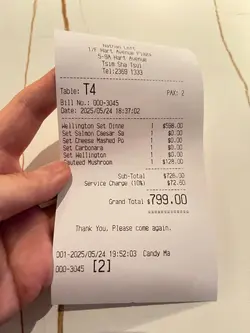 1/F Hart Avenue Plaza
5-9A Hart Avenue
Tsim Sha Tsui
Tel:2369 1333
Table: T4 PAX: 2
Bill No.: 000-3045
Date: 2025/05/24 18:37:02
Wellington Set Dinne 1 $598.00
Set Salmon Caesar Sa 1 $0.00
Set Cheese Mashed Po 1 $0.00
Set Carbonara 1 $0.00
Set Wellington 1 $0.00
Sauteed Mushroom 1 $128.00
Sub-Total $726.00
Service Charge (10%) $72.60
Grand Total $799.00
Thank You, Please come again.
001-2025/05/24 19:52:03 Candy Ma
000-3045 [2]